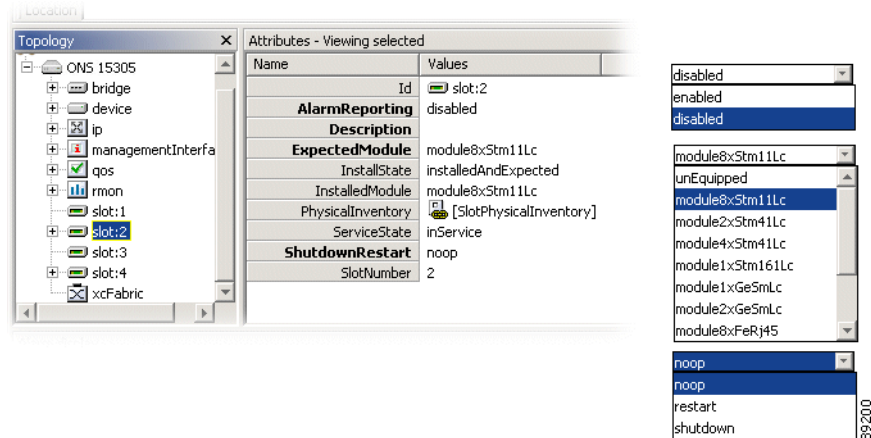 Location
Topology
Attributes - Viewing selected
ONS 15305
bridge
device
ip
managementInterfa
qos
rmon
slot:1
slot:2
slot:3
slot:4
xcFabric
Name Values
Id slot:2
AlarmReporting disabled
Description
ExpectedModule module8xStm11Lc
InstallState installedAndExpected
InstalledModule module8xStm11Lc
PhysicalInventory [SlotPhysicalInventory]
ServiceState inService
ShutdownRestart noop
SlotNumber 2
disabled
enabled
disabled
module8xStm11Lc
unEquipped
module8xStm11Lc
module2xStm41Lc
module4xStm41Lc
module1xStm161Lc
module1xGeSmLc
module2xGeSmLc
module8xFeRj45
noop
noop
restart
shutdown
89200